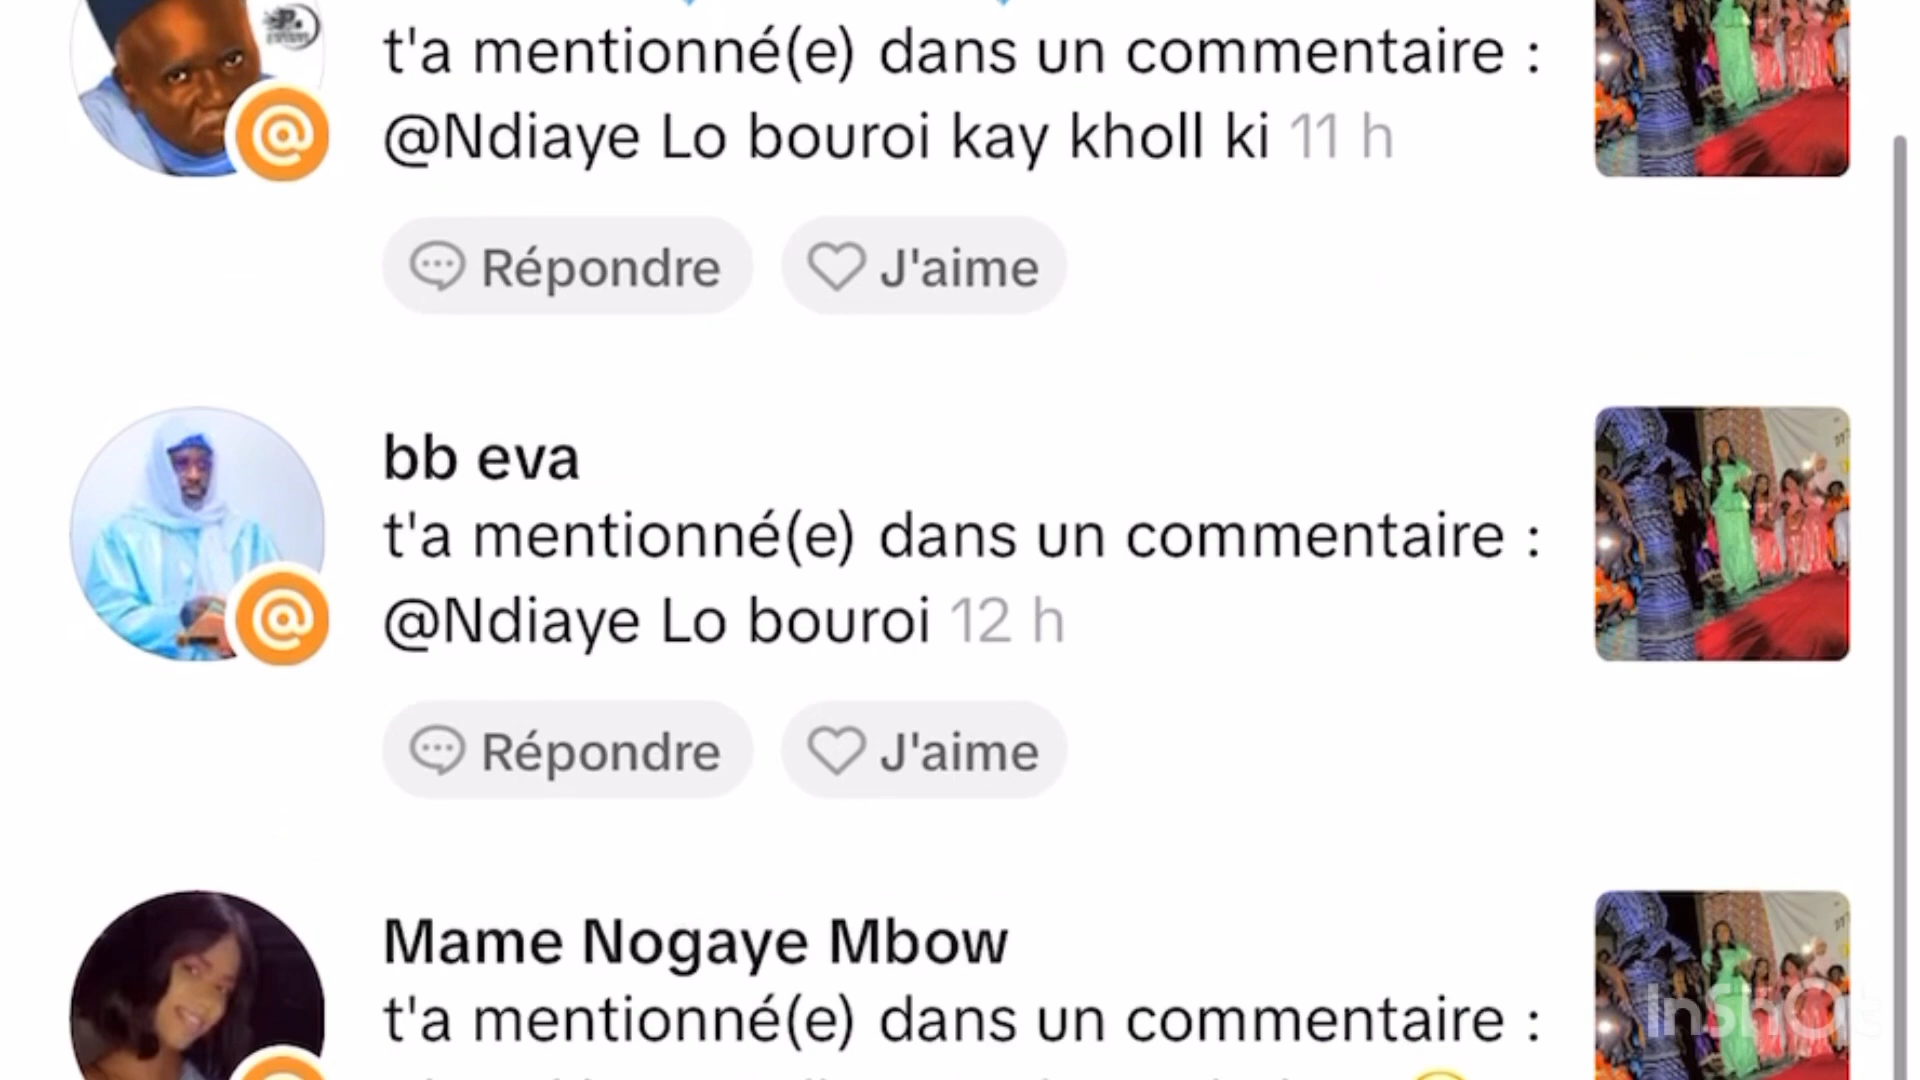 t'a mentionné(e) dans un commentaire :
@Ndiaye Lo bouroi kay kholl ki 11 h
Répondre J'aime
bb eva
t'a mentionné(e) dans un commentaire :
@Ndiaye Lo bouroi 12 h
Répondre J'aime
Mame Nogaye Mbow
t'a mentionné(e) dans un commentaire :
InShOt